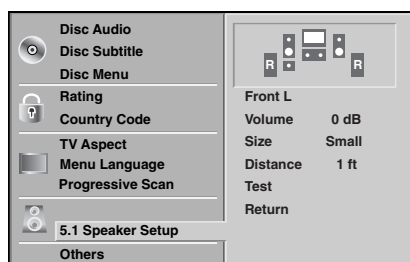 Disc Audio
Disc Subtitle
Disc Menu
Rating
Country Code
TV Aspect
Menu Language
Progressive Scan
5.1 Speaker Setup
Others
R R
Front L
Volume 0 dB
Size Small
Distance 1 ft
Test
Return